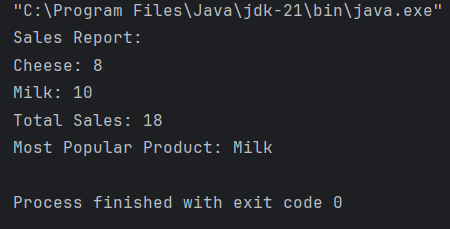 "C:\Program Files\Java\jdk-21\bin\java.exe"
Sales Report:
Cheese: 8
Milk: 10
Total Sales: 18
Most Popular Product: Milk
Process finished with exit code 0